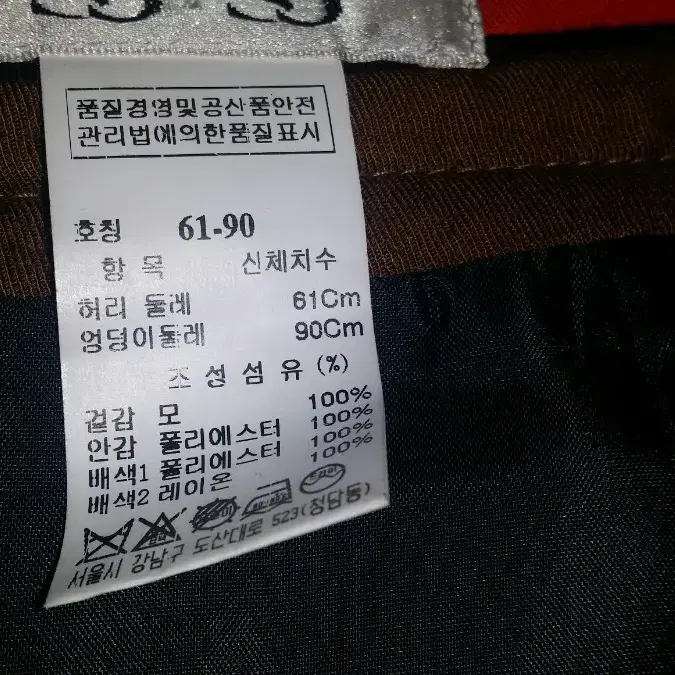 품질경영및공산품안전
관리법에의한품질표시
호칭 61-90
항 목 신체치수
허리 둘레 61Cm
엉덩이둘레 90Cm
조성섬유 (%)
겉감 모 100%
안감 폴리에스터 100%
배색1 폴리에스터 100%
배색2 레이온 100%
서울시 강남구 도산대로 523(청담동)